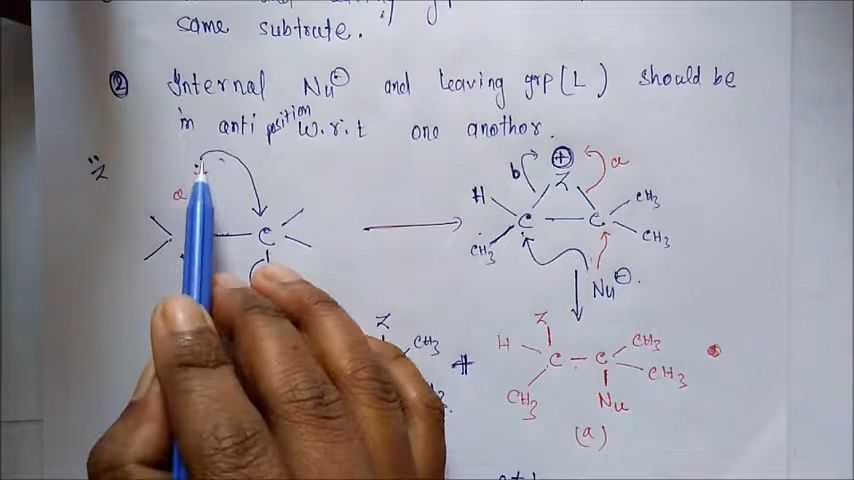 same subtrate.
② Internal Nu⊖ and leaving grp(L) should be
in anti position w.r.t one another.
:Z
a
C
⊕
b Z a
H C C CH3
CH3 CH3
Nu⊖.
Z
CH3
+
Z
H C C CH3
CH3
CH3 Nu
(a)